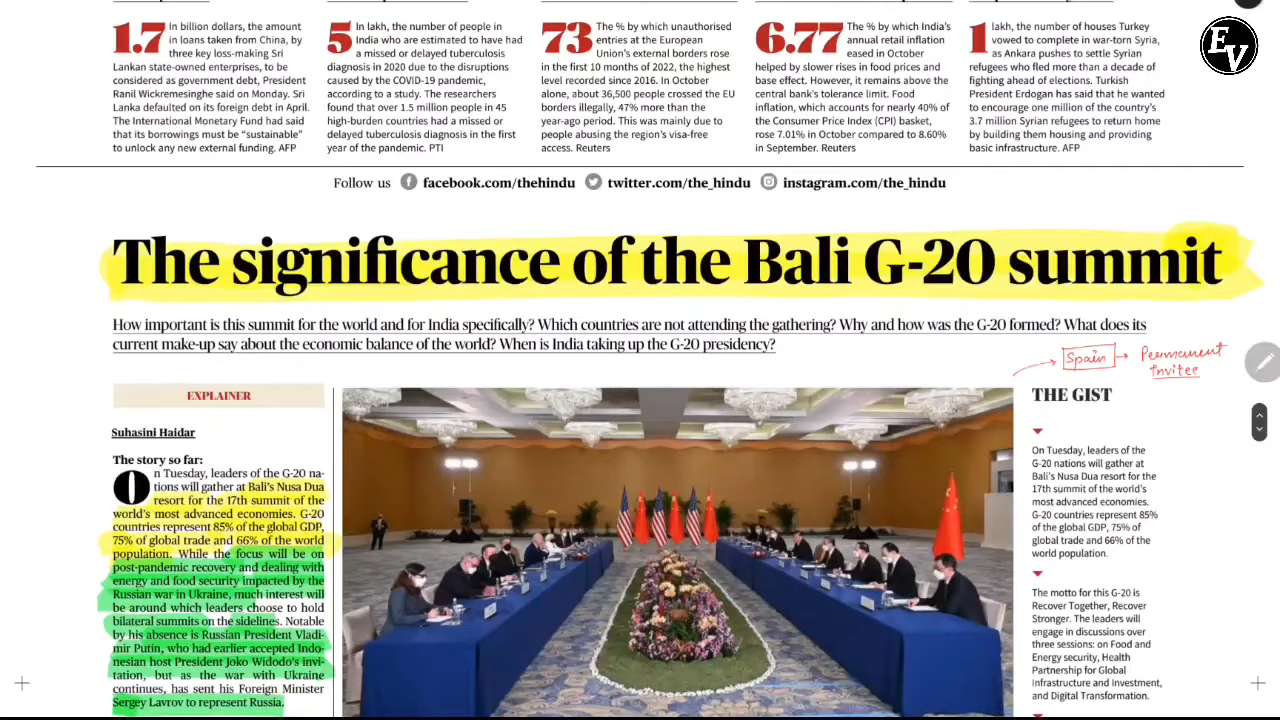 1.7 In billion dollars, the amount
in loans taken from China, by
three key loss-making Sri
Lankan state-owned enterprises, to be
considered as government debt, President
Ranil Wickremesinghe said on Monday. Sri
Lanka defaulted on its foreign debt in April.
The International Monetary Fund had said
that its borrowings must be “sustainable”
to unlock any new external funding. AFP
5 In lakh, the number of people in
India who are estimated to have had
a missed or delayed tuberculosis
diagnosis in 2020 due to the disruptions
caused by the COVID-19 pandemic,
according to a study. The researchers
found that over 1.5 million people in 45
high-burden countries had a missed or
delayed tuberculosis diagnosis in the first
year of the pandemic. PTI
73 The % by which unauthorised
entries at the European
Union's external borders rose
in the first 10 months of 2022, the highest
level recorded since 2016. In October
alone, about 36,500 people crossed the EU
borders illegally, 47% more than the
year-ago period. This was mainly due to
people abusing the region's visa-free
access. Reuters
6.77 The % by which India's
annual retail inflation
eased in October
helped by slower rises in food prices and
base effect. However, it remains above the
central bank's tolerance limit. Food
inflation, which accounts for nearly 40% of
the Consumer Price Index (CPI) basket,
rose 7.01% in October compared to 8.60%
in September. Reuters
1 lakh, the number of houses Turkey
vowed to complete in war-torn Syria,
as Ankara pushes to settle Syrian
refugees who fled more than a decade of
fighting ahead of elections. Turkish
President Erdogan has said that he wanted
to encourage one million of the country's
3.7 million Syrian refugees to return home
by building them housing and providing
basic infrastructure. AFP
EV
Follow us facebook.com/thehindu twitter.com/the_hindu instagram.com/the_hindu
The significance of the Bali G-20 summit
How important is this summit for the world and for India specifically? Which countries are not attending the gathering? Why and how was the G-20 formed? What does its
current make-up say about the economic balance of the world? When is India taking up the G-20 presidency?
Spain → Permanent
Invitee
EXPLAINER
Suhasini Haidar
The story so far:
On Tuesday, leaders of the G-20 na-
tions will gather at Bali's Nusa Dua
resort for the 17th summit of the
world's most advanced economies. G-20
countries represent 85% of the global GDP,
75% of global trade and 66% of the world
population. While the focus will be on
post-pandemic recovery and dealing with
energy and food security impacted by the
Russian war in Ukraine, much interest will
be around which leaders choose to hold
bilateral summits on the sidelines. Notable
by his absence is Russian President Vladi-
mir Putin, who had earlier accepted Indo-
nesian host President Joko Widodo's invi-
tation, but as the war with Ukraine
continues, has sent his Foreign Minister
Sergey Lavrov to represent Russia.
THE GIST
On Tuesday, leaders of the
G-20 nations will gather at
Bali's Nusa Dua resort for the
17th summit of the world's
most advanced economies.
G-20 countries represent 85%
of the global GDP, 75% of
global trade and 66% of the
world population.
The motto for this G-20 is
Recover Together, Recover
Stronger. The leaders will
engage in discussions over
three sessions: on Food and
Energy security, Health
Partnership for Global
Infrastructure and Investment,
and Digital Transformation.